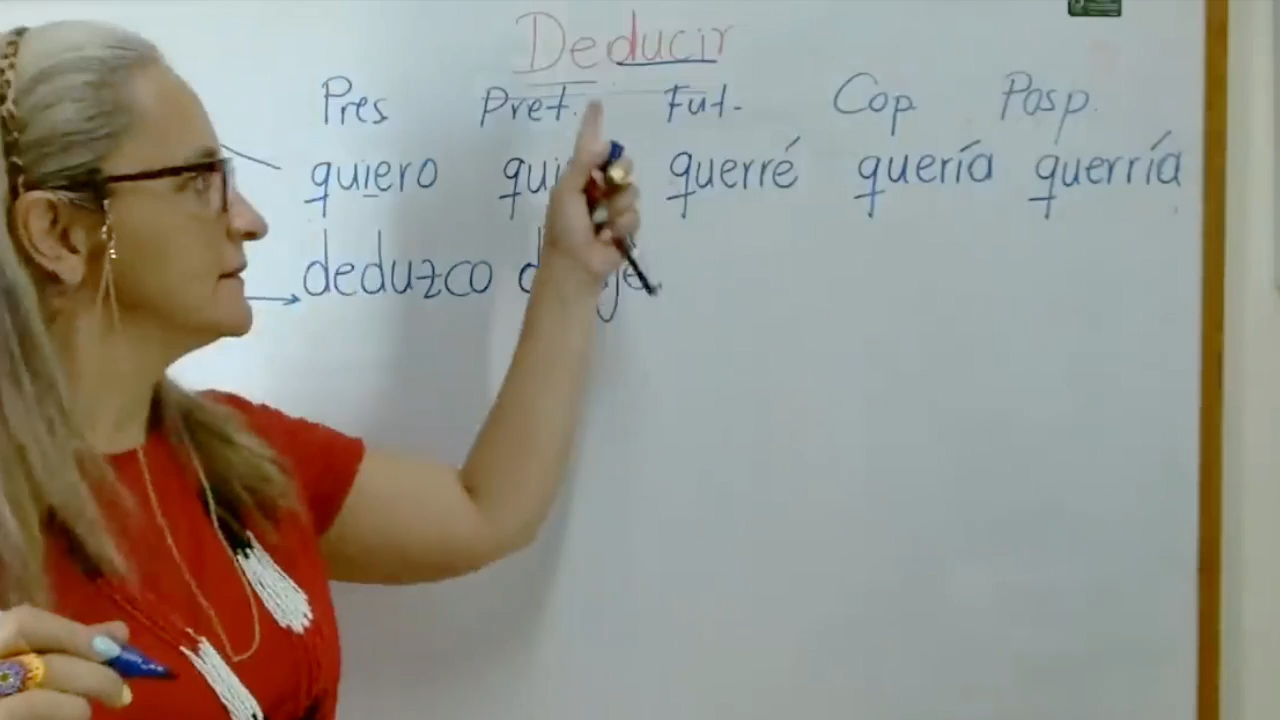 Deducir
Pres Pret. Fut. Cop Posp.
quiero querré quería querría
deduzco